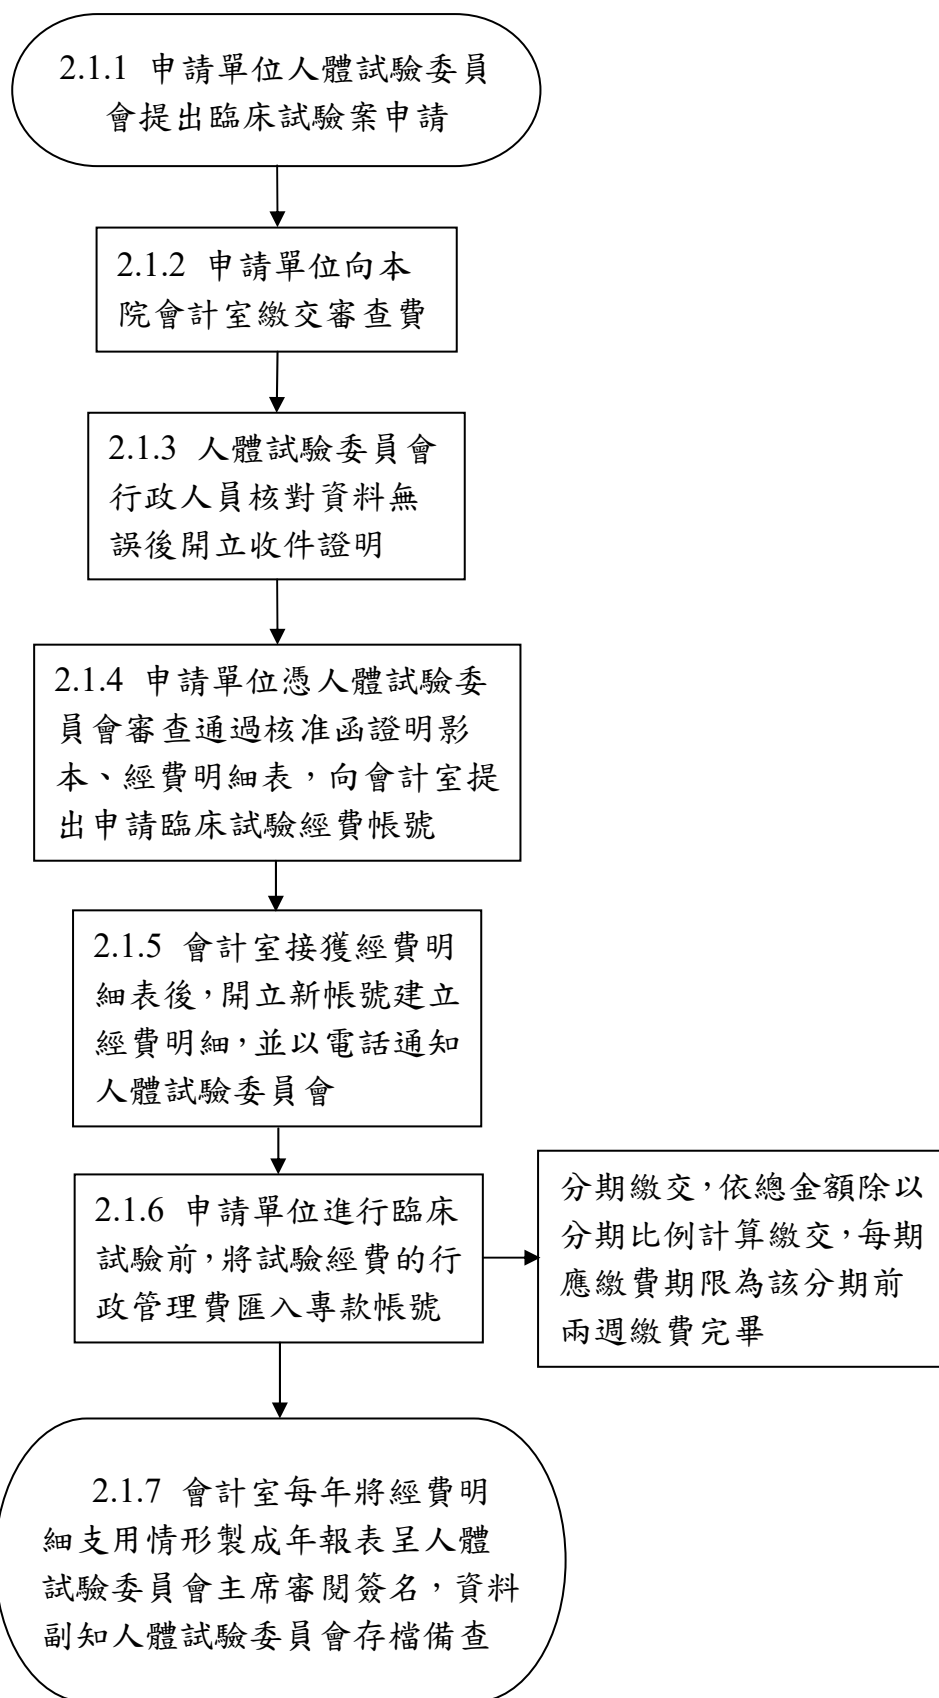 2.1.1 申請單位人體試驗委員
會提出臨床試驗案申請
2.1.2 申請單位向本
院會計室繳交審查費
2.1.3 人體試驗委員會
行政人員核對資料無
誤後開立收件證明
2.1.4 申請單位憑人體試驗委
員會審查通過核准函證明影
本、經費明細表，向會計室提
出申請臨床試驗經費帳號
2.1.5 會計室接獲經費明
細表後，開立新帳號建立
經費明細，並以電話通知
人體試驗委員會
2.1.6 申請單位進行臨床
試驗前，將試驗經費的行
政管理費匯入專款帳號
分期繳交，依總金額除以
分期比例計算繳交，每期
應繳費期限為該分期前
兩週繳費完畢
2.1.7 會計室每年將經費明
細支用情形製成年報表呈人體
試驗委員會主席審閱簽名，資料
副知人體試驗委員會存檔備查